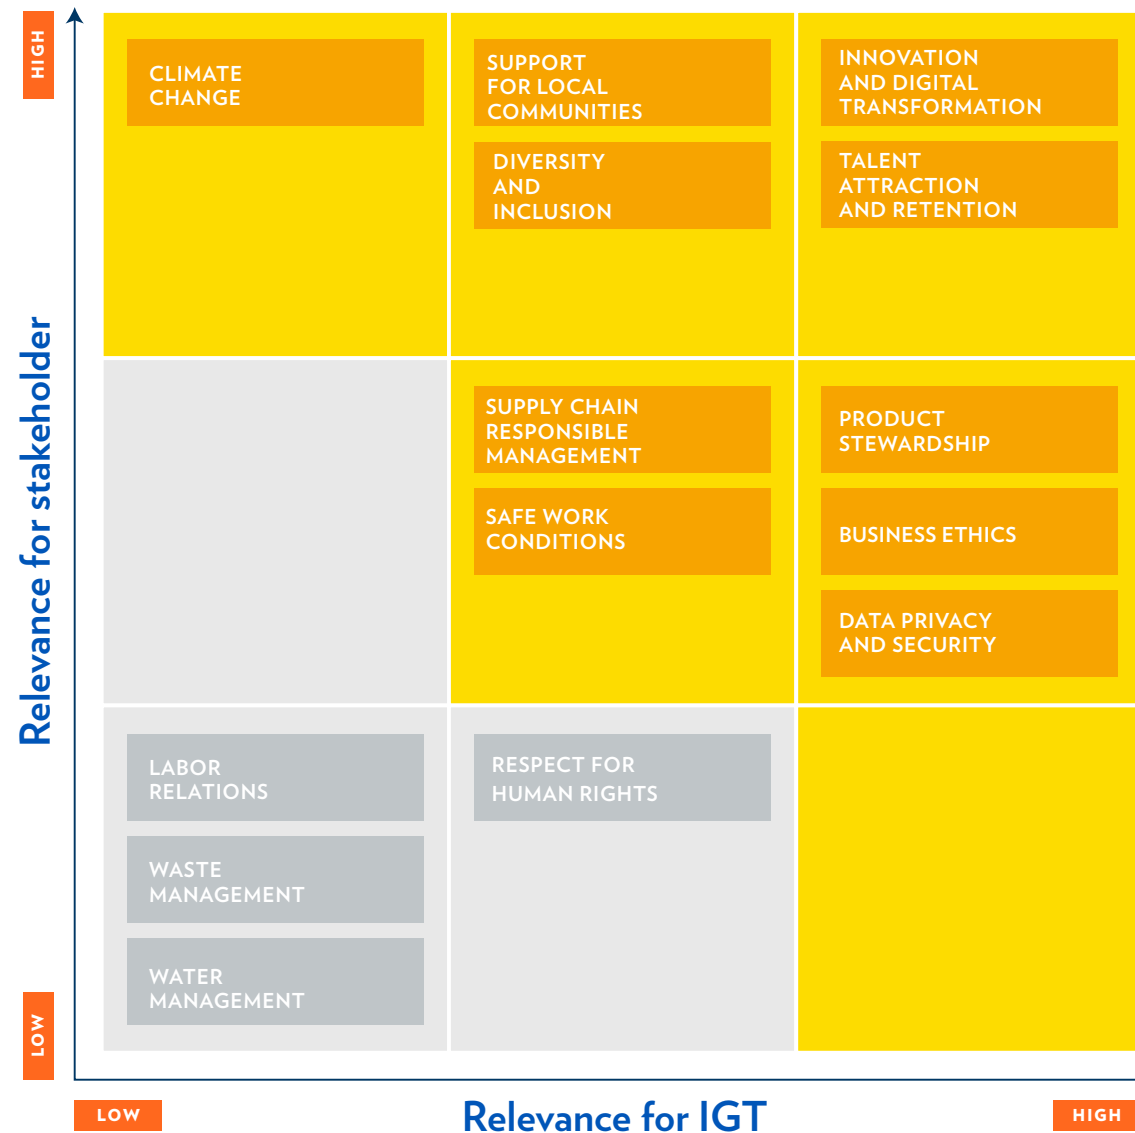 HIGH
CLIMATE
CHANGE
SUPPORT
FOR LOCAL
COMMUNITIES
INNOVATION
AND DIGITAL
TRANSFORMATION
DIVERSITY
AND
INCLUSION
TALENT
ATTRACTION
AND RETENTION
Relevance for stakeholder
SUPPLY CHAIN
RESPONSIBLE
MANAGEMENT
PRODUCT
STEWARDSHIP
SAFE WORK
CONDITIONS
BUSINESS ETHICS
DATA PRIVACY
AND SECURITY
LABOR
RELATIONS
RESPECT FOR
HUMAN RIGHTS
WASTE
MANAGEMENT
WATER
MANAGEMENT
LOW
LOW
Relevance for IGT
HIGH